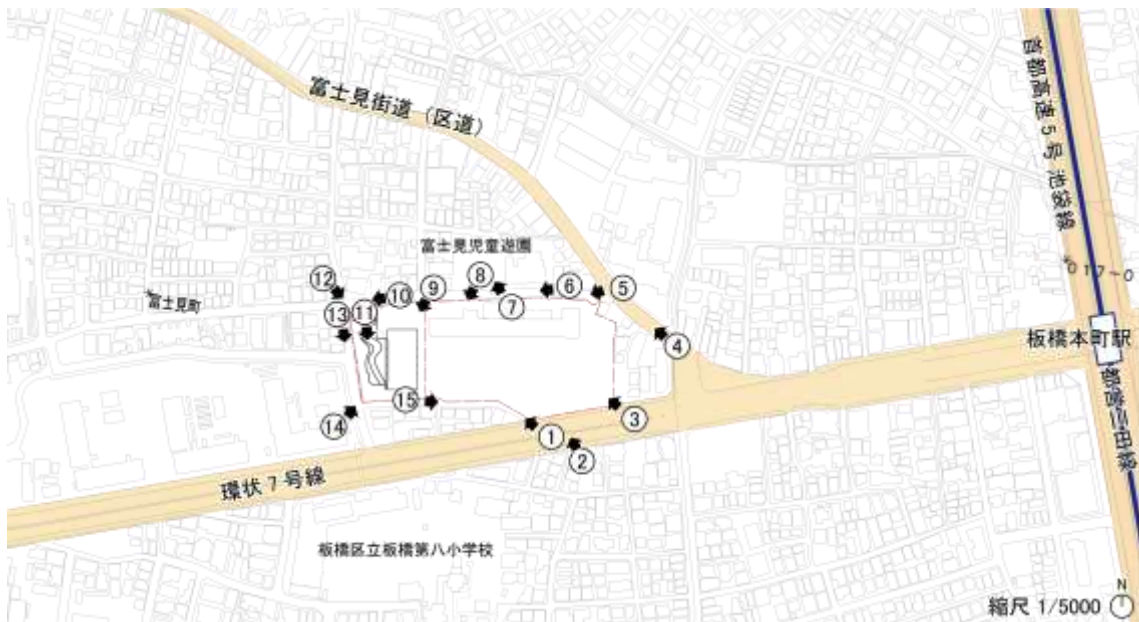 富士見街道（区道）
首都高速5号池袋線
富士見児童遊園
017-0
⑫
⑩
⑨
⑧
⑦
⑥
⑤
富士見町
⑬
⑪
④
板橋本町駅
⑮
③
⑭
①
②
都営三田線
環状7号線
板橋区立板橋第八小学校
N
縮尺 1/5000